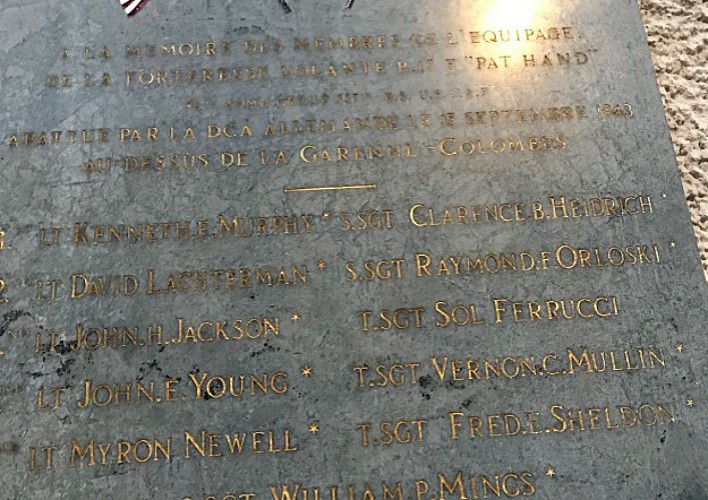 A LA MEMOIRE DES MEMBRES DE L'EQUIPAGE
DE LA FORTERESSE VOLANTE B.17 F "PAT HAND"
ABATTLE PAR LA DCA ALLEMANDE LE 15 SEPTEMBRE 1943
AU-DESSUS DE LA GARENNE-COLOMBES
LT KENNETH.E.MURPHY * S.SGT CLARENCE.B.HEIDRICH *
LT DAVID LACHTERMAN * S.SGT RAYMOND.F.ORLOSKI *
LT JOHN.H.JACKSON * T.SGT SOL FERRUCCI
LT JOHN.E.YOUNG * T.SGT VERNON.C.MULLIN *
LT MYRON NEWELL * T.SGT FRED.E.SHELDON *
SGT WILLIAM.P.MINGS *